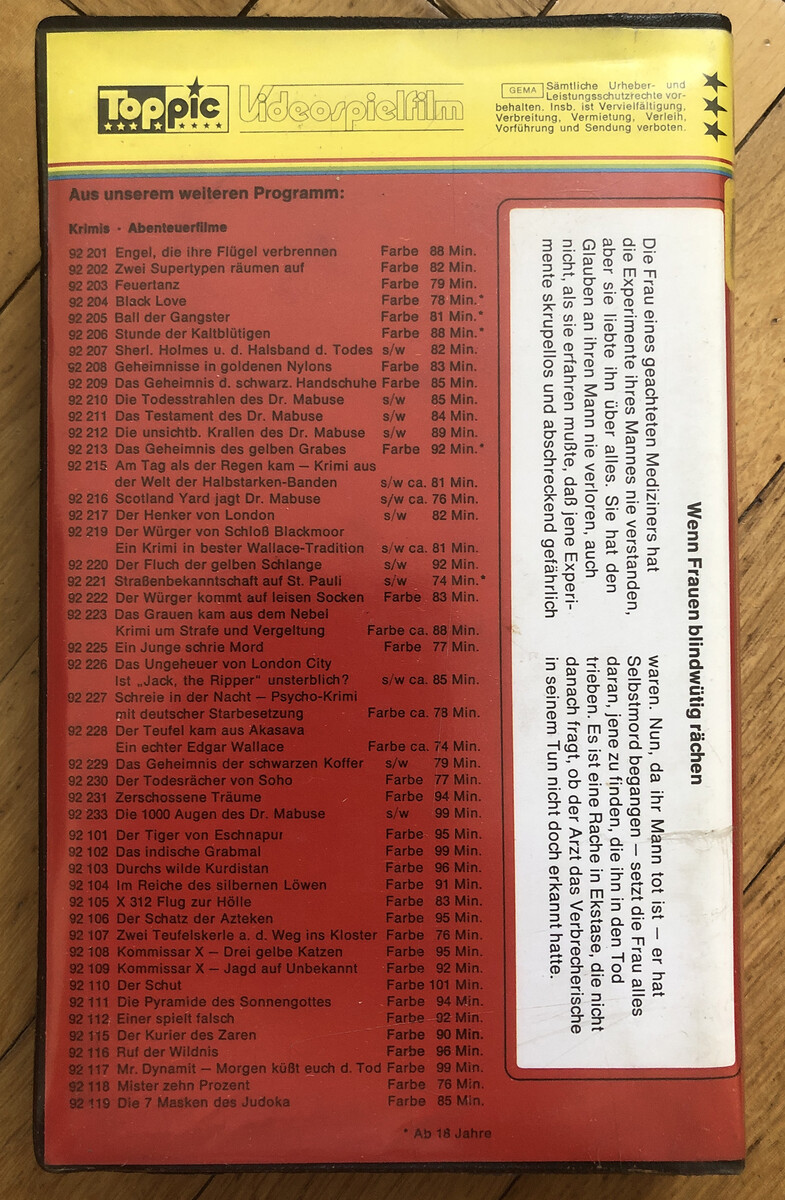 Toppic
Videospielfilm
GEMA Sämtliche Urheber- und
Leistungsschutzrechte vor-
behalten. Insb. ist Vervielfältigung,
Verbreitung, Vermietung, Verleih,
Vorführung und Sendung verboten.
Aus unserem weiteren Programm:
Krimis · Abenteuerfilme
92 201 Engel, die ihre Flügel verbrennen Farbe 88 Min.
92 202 Zwei Supertypen räumen auf Farbe 82 Min.
92 203 Feuertanz Farbe 79 Min.
92 204 Black Love Farbe 78 Min.*
92 205 Ball der Gangster Farbe 81 Min.*
92 206 Stunde der Kaltblütigen Farbe 88 Min.*
92 207 Sherl. Holmes u. d. Halsband d. Todes s/w 82 Min.
92 208 Geheimnisse in goldenen Nylons Farbe 83 Min.
92 209 Das Geheimnis d. schwarz. Handschuhe Farbe 85 Min.
92 210 Die Todesstrahlen des Dr. Mabuse s/w 85 Min.
92 211 Das Testament des Dr. Mabuse s/w 84 Min.
92 212 Die unsichtb. Krallen des Dr. Mabuse s/w 89 Min.
92 213 Das Geheimnis des gelben Grabes Farbe 92 Min.*
92 215 Am Tag als der Regen kam – Krimi aus
der Welt der Halbstarken-Banden s/w ca. 81 Min.
92 216 Scotland Yard jagt Dr. Mabuse s/w ca. 76 Min.
92 217 Der Henker von London s/w 82 Min.
92 219 Der Würger von Schloß Blackmoor
Ein Krimi in bester Wallace-Tradition s/w ca. 81 Min.
92 220 Der Fluch der gelben Schlange s/w 92 Min.
92 221 Straßenbekanntschaft auf St. Pauli s/w 74 Min.*
92 222 Der Würger kommt auf leisen Socken Farbe 83 Min.
92 223 Das Grauen kam aus dem Nebel
Krimi um Strafe und Vergeltung Farbe ca. 88 Min.
92 225 Ein Junge schrie Mord Farbe 77 Min.
92 226 Das Ungeheuer von London City
Ist „Jack, the Ripper" unsterblich? s/w ca. 85 Min.
92 227 Schreie in der Nacht – Psycho-Krimi
mit deutscher Starbesetzung Farbe ca. 78 Min.
92 228 Der Teufel kam aus Akasava
Ein echter Edgar Wallace Farbe ca. 74 Min.
92 229 Das Geheimnis der schwarzen Koffer s/w 79 Min.
92 230 Der Todesrächer von Soho Farbe 77 Min.
92 231 Zerschossene Träume Farbe 94 Min.
92 233 Die 1000 Augen des Dr. Mabuse s/w 99 Min.
92 101 Der Tiger von Eschnapur Farbe 95 Min.
92 102 Das indische Grabmal Farbe 99 Min.
92 103 Durchs wilde Kurdistan Farbe 96 Min.
92 104 Im Reiche des silbernen Löwen Farbe 91 Min.
92 105 X 312 Flug zur Hölle Farbe 83 Min.
92 106 Der Schatz der Azteken Farbe 95 Min.
92 107 Zwei Teufelskerle a. d. Weg ins Kloster Farbe 76 Min.
92 108 Kommissar X – Drei gelbe Katzen Farbe 95 Min.
92 109 Kommissar X – Jagd auf Unbekannt Farbe 92 Min.
92 110 Der Schut Farbe 101 Min.
92 111 Die Pyramide des Sonnengottes Farbe 94 Min.
92 112 Einer spielt falsch Farbe 92 Min.
92 115 Der Kurier des Zaren Farbe 90 Min.
92 116 Ruf der Wildnis Farbe 96 Min.
92 117 Mr. Dynamit – Morgen küßt euch d. Tod Farbe 99 Min.
92 118 Mister zehn Prozent Farbe 76 Min.
92 119 Die 7 Masken des Judoka Farbe 85 Min.
* Ab 18 Jahre
Wenn Frauen blindwütig rächen
Die Frau eines geachteten Mediziners hat
die Experimente ihres Mannes nie verstanden,
aber sie liebte ihn über alles. Sie hat den
Glauben an ihren Mann nie verloren, auch
nicht, als sie erfahren mußte, daß jene Experi-
mente skrupellos und abschreckend gefährlich
waren. Nun, da ihr Mann tot ist – er hat
Selbstmord begangen – setzt die Frau alles
daran, jene zu finden, die ihn in den Tod
trieben. Es ist eine Rache in Ekstase, die nicht
danach fragt, ob der Arzt das Verbrecherische
in seinem Tun nicht doch erkannt hatte.